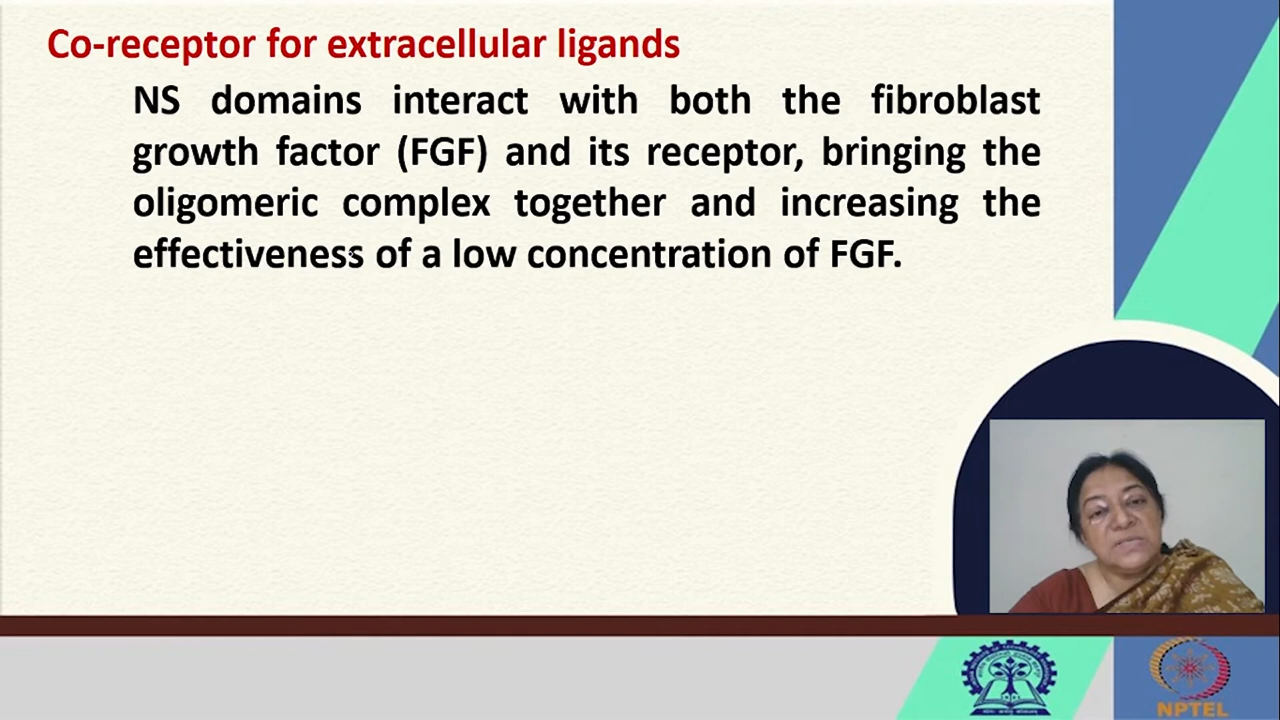 Co-receptor for extracellular ligands
NS domains interact with both the fibroblast
growth factor (FGF) and its receptor, bringing the
oligomeric complex together and increasing the
effectiveness of a low concentration of FGF.
NPTEL